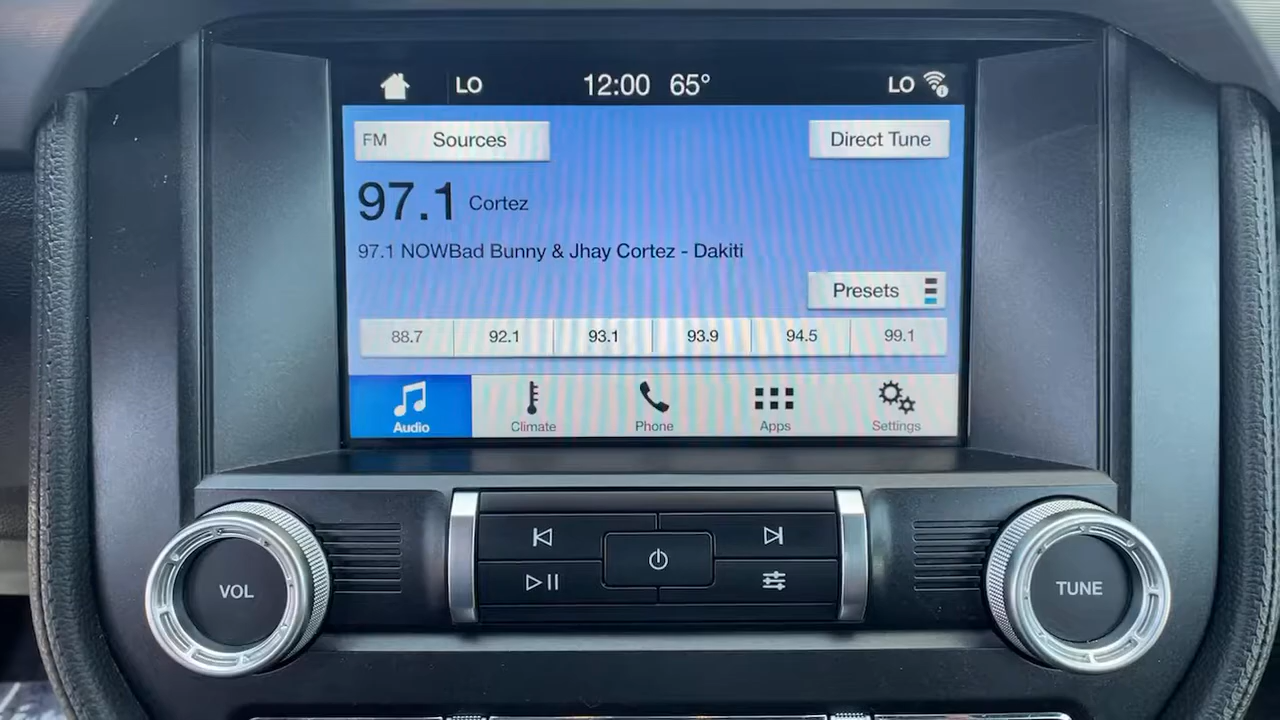 LO 12:00 65° LO
FM Sources Direct Tune
97.1 Cortez
97.1 NOWBad Bunny & Jhay Cortez - Dakiti
Presets
88.7 92.1 93.1 93.9 94.5 99.1
Audio Climate Phone Apps Settings
VOL TUNE